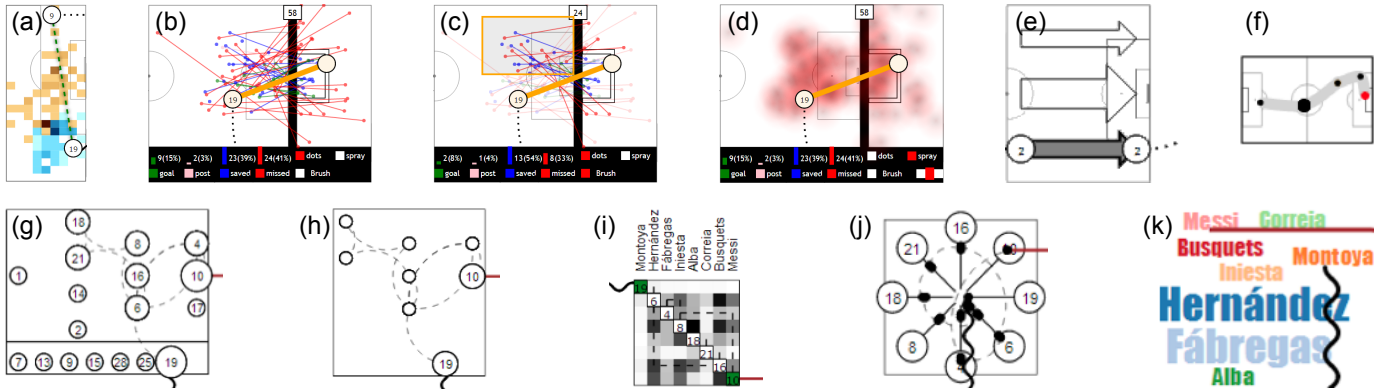 (a)
9
19
(b)
58
19
9(15%) 2(3%) 23(39%) 24(41%) dots spray
goal post saved missed Brush
(c)
24
19
2(8%) 1(4%) 13(54%) 8(33%) dots spray
goal post saved missed Brush
(d)
58
19
9(15%) 2(3%) 23(39%) 24(41%) dots spray
goal post saved missed Brush
(e)
2 2
(f)
(g)
18
8 4
21
1 16 10
14
6 17
2
7 13 9 15 28 25 19
(h)
10
19
(i)
Montoya
Hernández
Fábregas
Iniesta
Alba
Correia
Busquets
Messi
19
6
4
8
18
21
16
10
(j)
16
21
18 19
8 6
(k)
Messi Correia
Busquets Montoya
Iniesta
Hernández
Fábregas
Alba